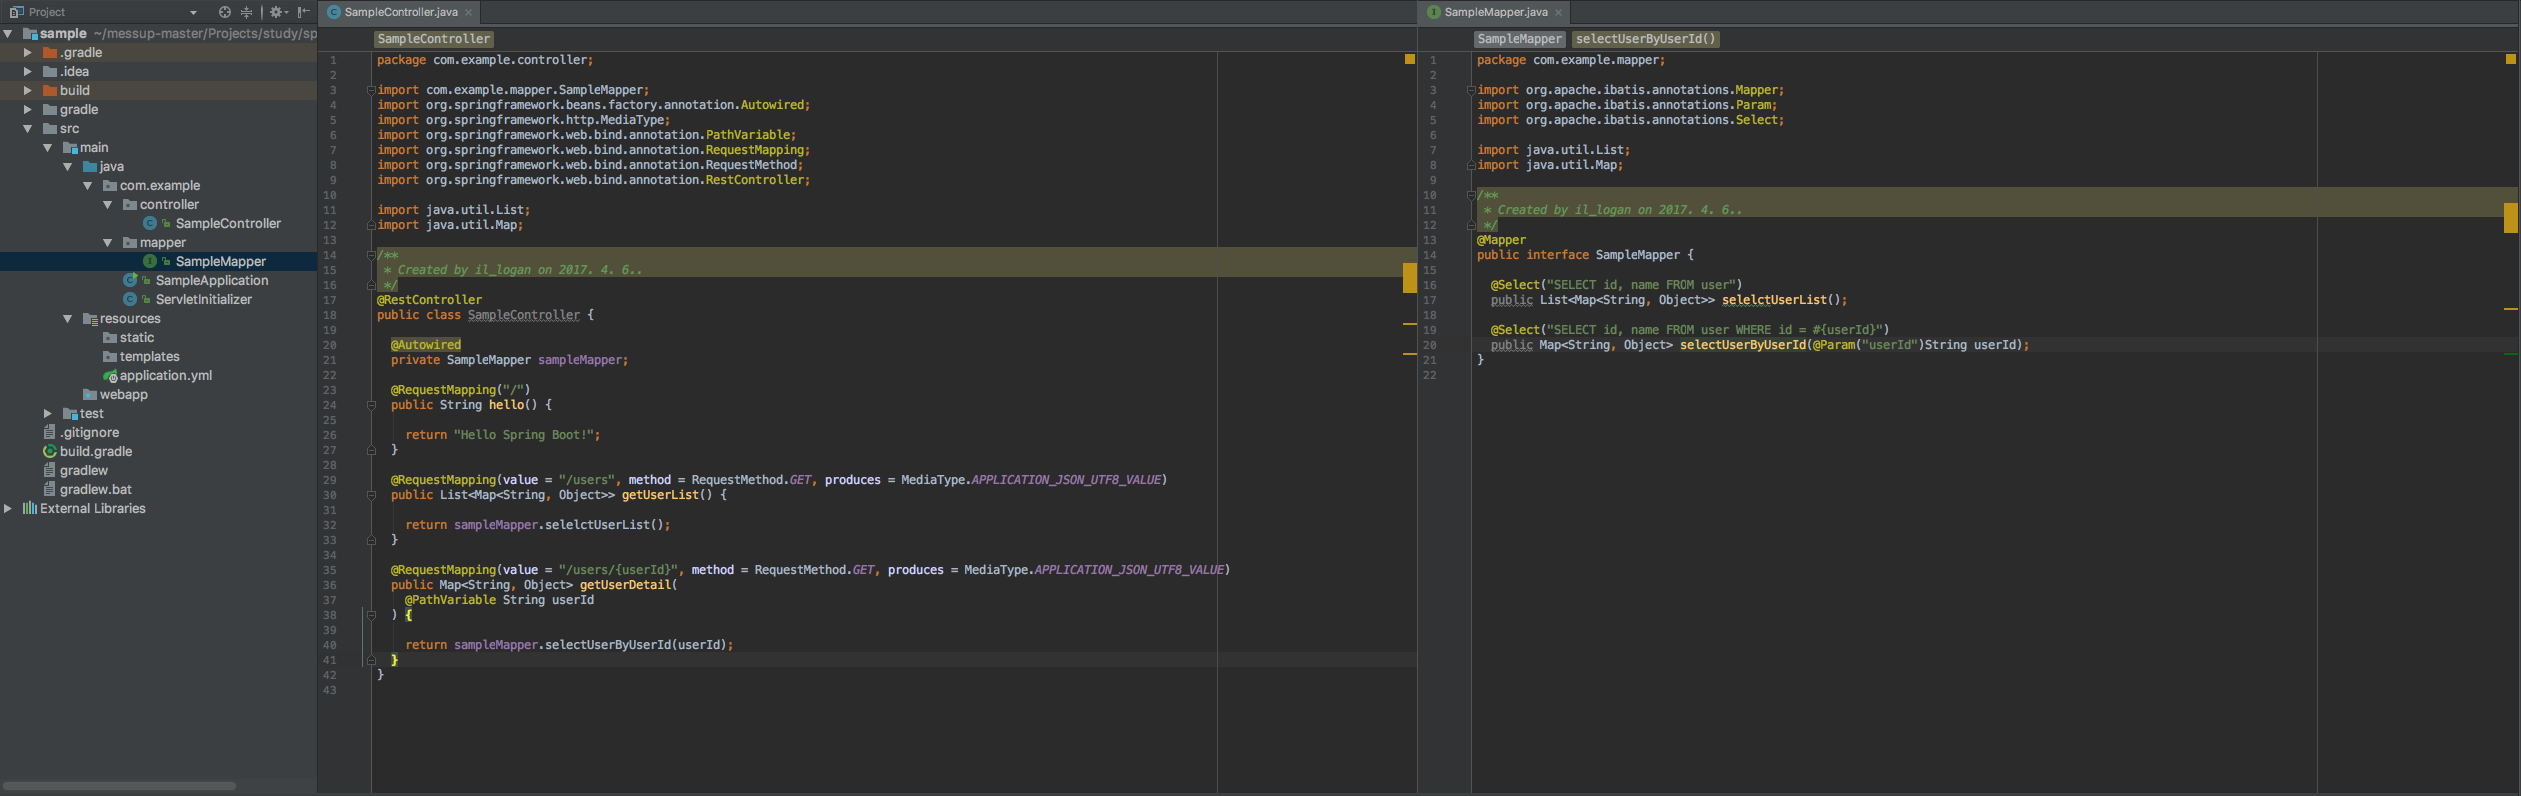 Project
sample ~/messup-master/Projects/study/sp
.gradle
.idea
build
gradle
src
main
java
com.example
controller
SampleController
mapper
SampleMapper
SampleApplication
ServletInitializer
resources
static
templates
application.yml
webapp
test
.gitignore
build.gradle
gradlew
gradlew.bat
External Libraries
SampleController.java
SampleController
1 package com.example.controller;
2
3 import com.example.mapper.SampleMapper;
4 import org.springframework.beans.factory.annotation.Autowired;
5 import org.springframework.http.MediaType;
6 import org.springframework.web.bind.annotation.PathVariable;
7 import org.springframework.web.bind.annotation.RequestMapping;
8 import org.springframework.web.bind.annotation.RequestMethod;
9 import org.springframework.web.bind.annotation.RestController;
10
11 import java.util.List;
12 import java.util.Map;
13
14 /**
15 * Created by il_logan on 2017. 4. 6..
16 */
17 @RestController
18 public class SampleController {
19
20 @Autowired
21 private SampleMapper sampleMapper;
22
23 @RequestMapping("/")
24 public String hello() {
25
26 return "Hello Spring Boot!";
27 }
28
29 @RequestMapping(value = "/users", method = RequestMethod.GET, produces = MediaType.APPLICATION_JSON_UTF8_VALUE)
30 public List<Map<String, Object>> getUserList() {
31
32 return sampleMapper.selelctUserList();
33 }
34
35 @RequestMapping(value = "/users/{userId}", method = RequestMethod.GET, produces = MediaType.APPLICATION_JSON_UTF8_VALUE)
36 public Map<String, Object> getUserDetail(
37 @PathVariable String userId
38 ) {
39
40 return sampleMapper.selectUserByUserId(userId);
41 }
42 }
43
SampleMapper.java
SampleMapper selectUserByUserId()
1 package com.example.mapper;
2
3 import org.apache.ibatis.annotations.Mapper;
4 import org.apache.ibatis.annotations.Param;
5 import org.apache.ibatis.annotations.Select;
6
7 import java.util.List;
8 import java.util.Map;
9
10 /**
11 * Created by il_logan on 2017. 4. 6..
12 */
13 @Mapper
14 public interface SampleMapper {
15
16 @Select("SELECT id, name FROM user")
17 public List<Map<String, Object>> selelctUserList();
18
19 @Select("SELECT id, name FROM user WHERE id = #{userId}")
20 public Map<String, Object> selectUserByUserId(@Param("userId")String userId);
21 }
22